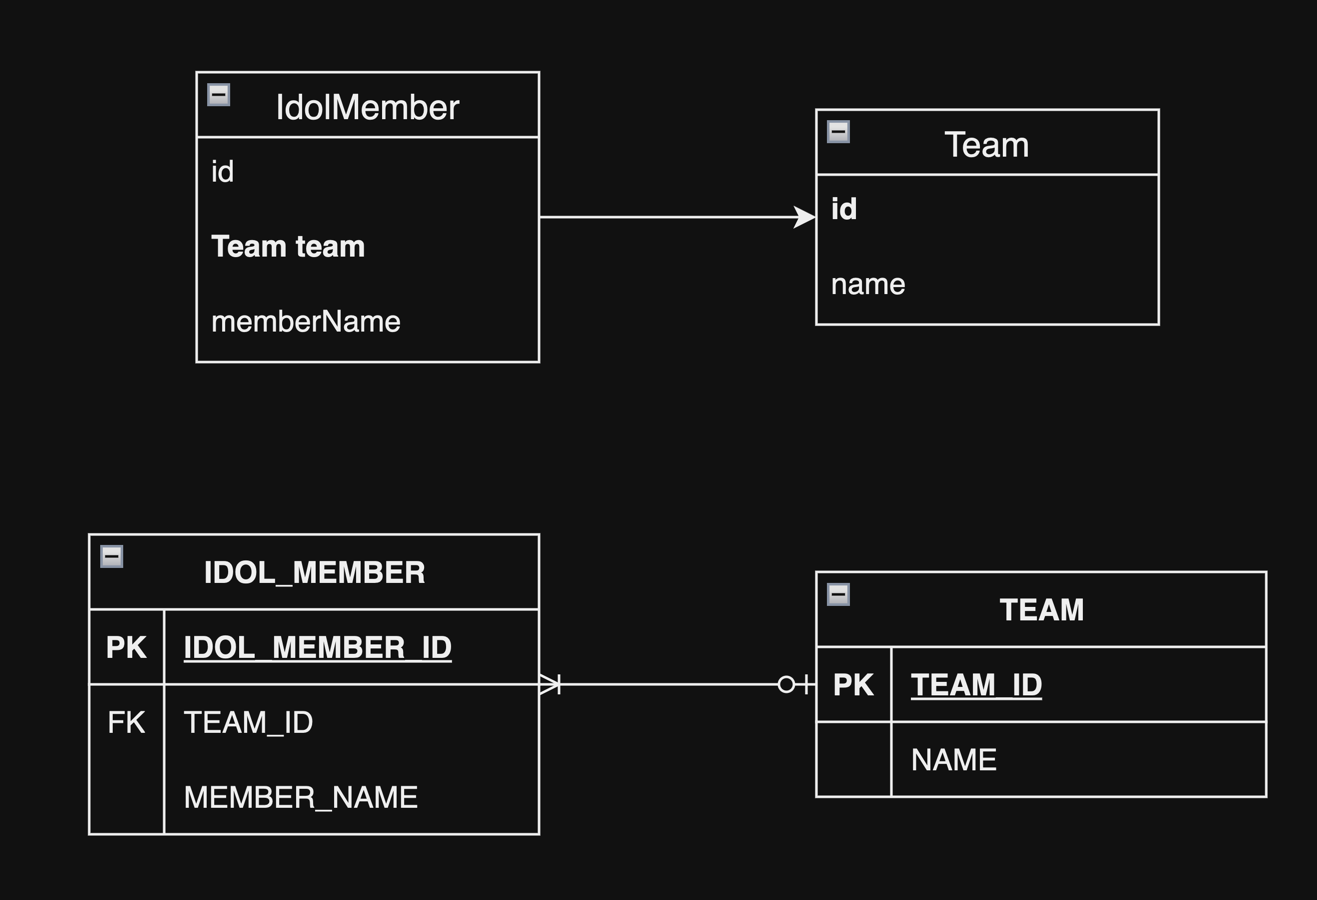 IdolMember
id
Team team
memberName
Team
id
name
IDOL_MEMBER
PK IDOL_MEMBER_ID
FK TEAM_ID
MEMBER_NAME
TEAM
PK TEAM_ID
NAME